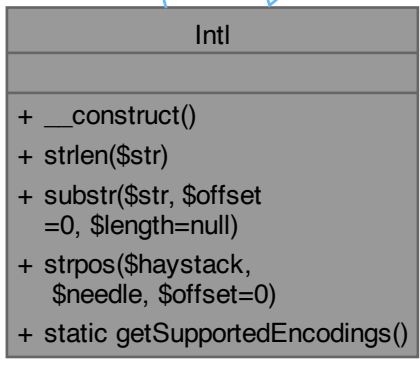 Intl
+ __construct()
+ strlen($str)
+ substr($str, $offset
=0, $length=null)
+ strpos($haystack,
$needle, $offset=0)
+ static getSupportedEncodings()